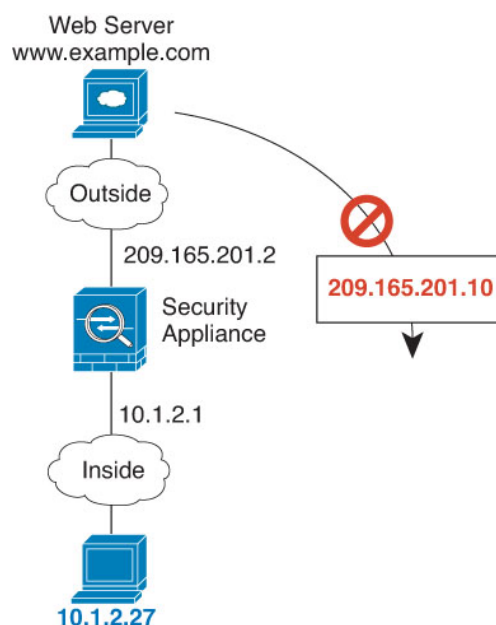 Web Server
www.example.com
Outside
209.165.201.2
209.165.201.10
Security
Appliance
10.1.2.1
Inside
10.1.2.27